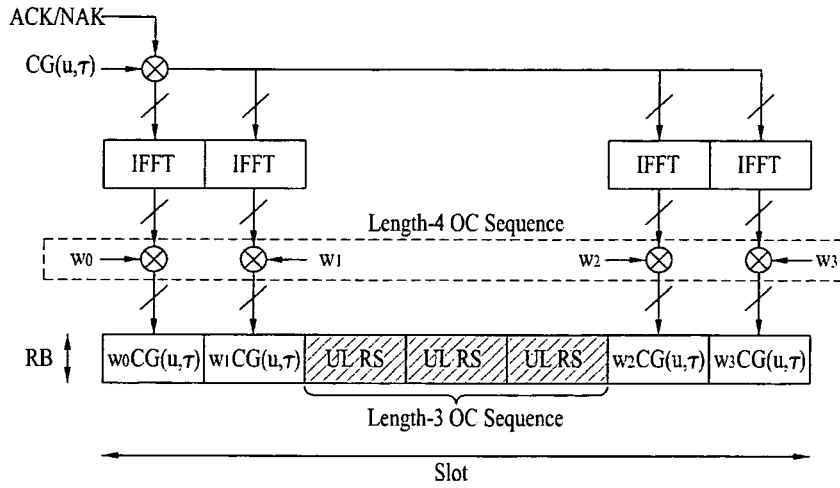 ACK/NAK
CG(u,τ)
IFFT IFFT IFFT IFFT
Length-4 OC Sequence
W0 W1 W2 W3
RB
W0CG(u,τ) W1CG(u,τ) UL RS UL RS UL RS W2CG(u,τ) W3CG(u,τ)
Length-3 OC Sequence
Slot